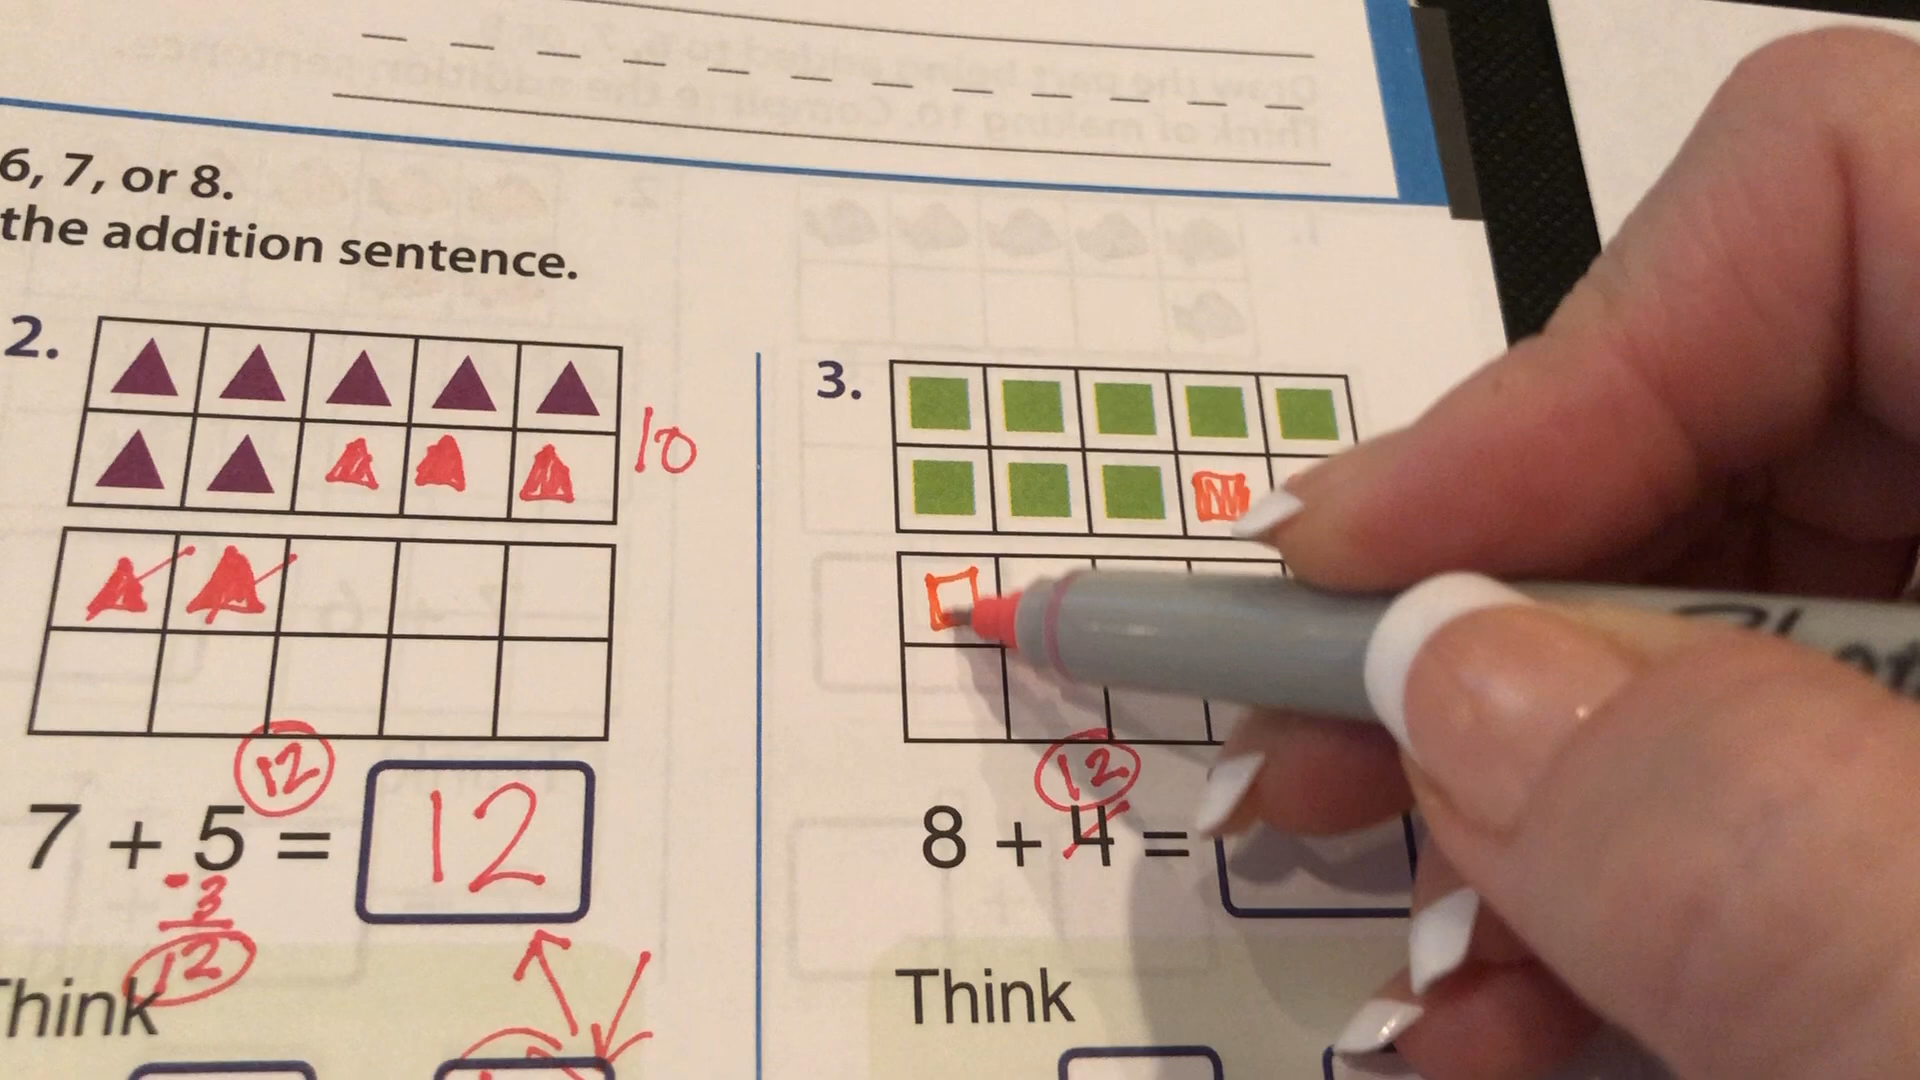 6, 7, or 8.
the addition sentence.
2.
10
12
7 + 5 = 12
- 3
12
Think
3.
12
8 + 4 =
Think